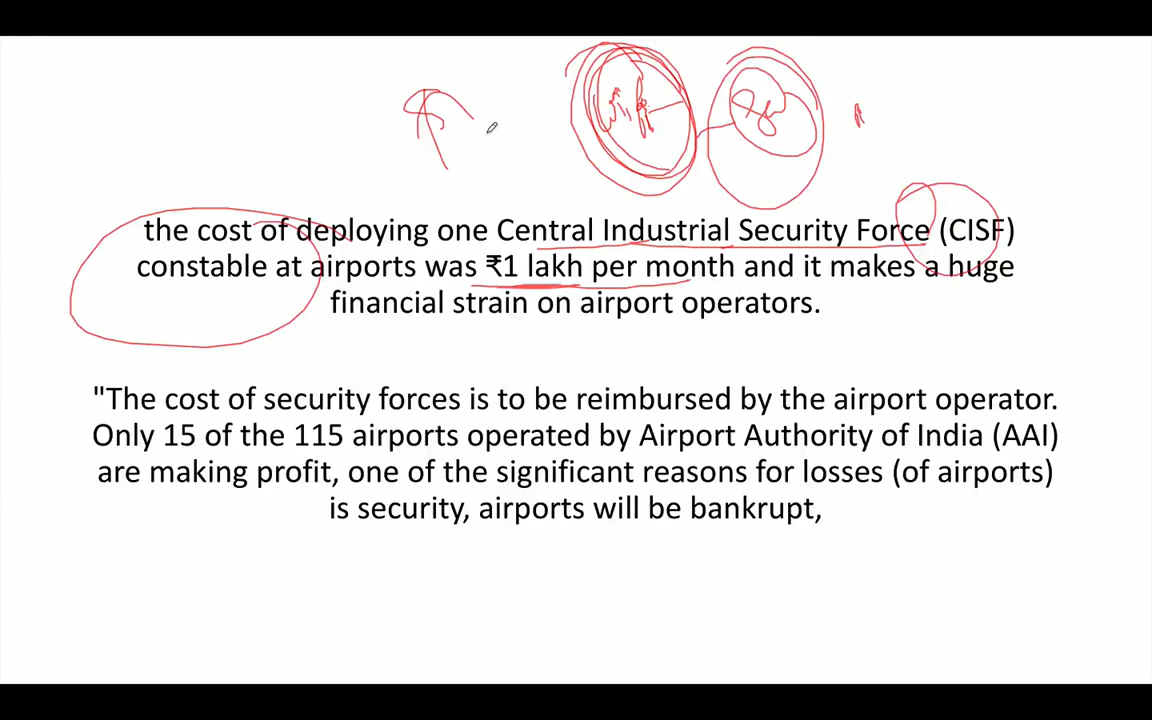 the cost of deploying one Central Industrial Security Force (CISF)
constable at airports was ₹1 lakh per month and it makes a huge
financial strain on airport operators.
"The cost of security forces is to be reimbursed by the airport operator.
Only 15 of the 115 airports operated by Airport Authority of India (AAI)
are making profit, one of the significant reasons for losses (of airports)
is security, airports will be bankrupt,